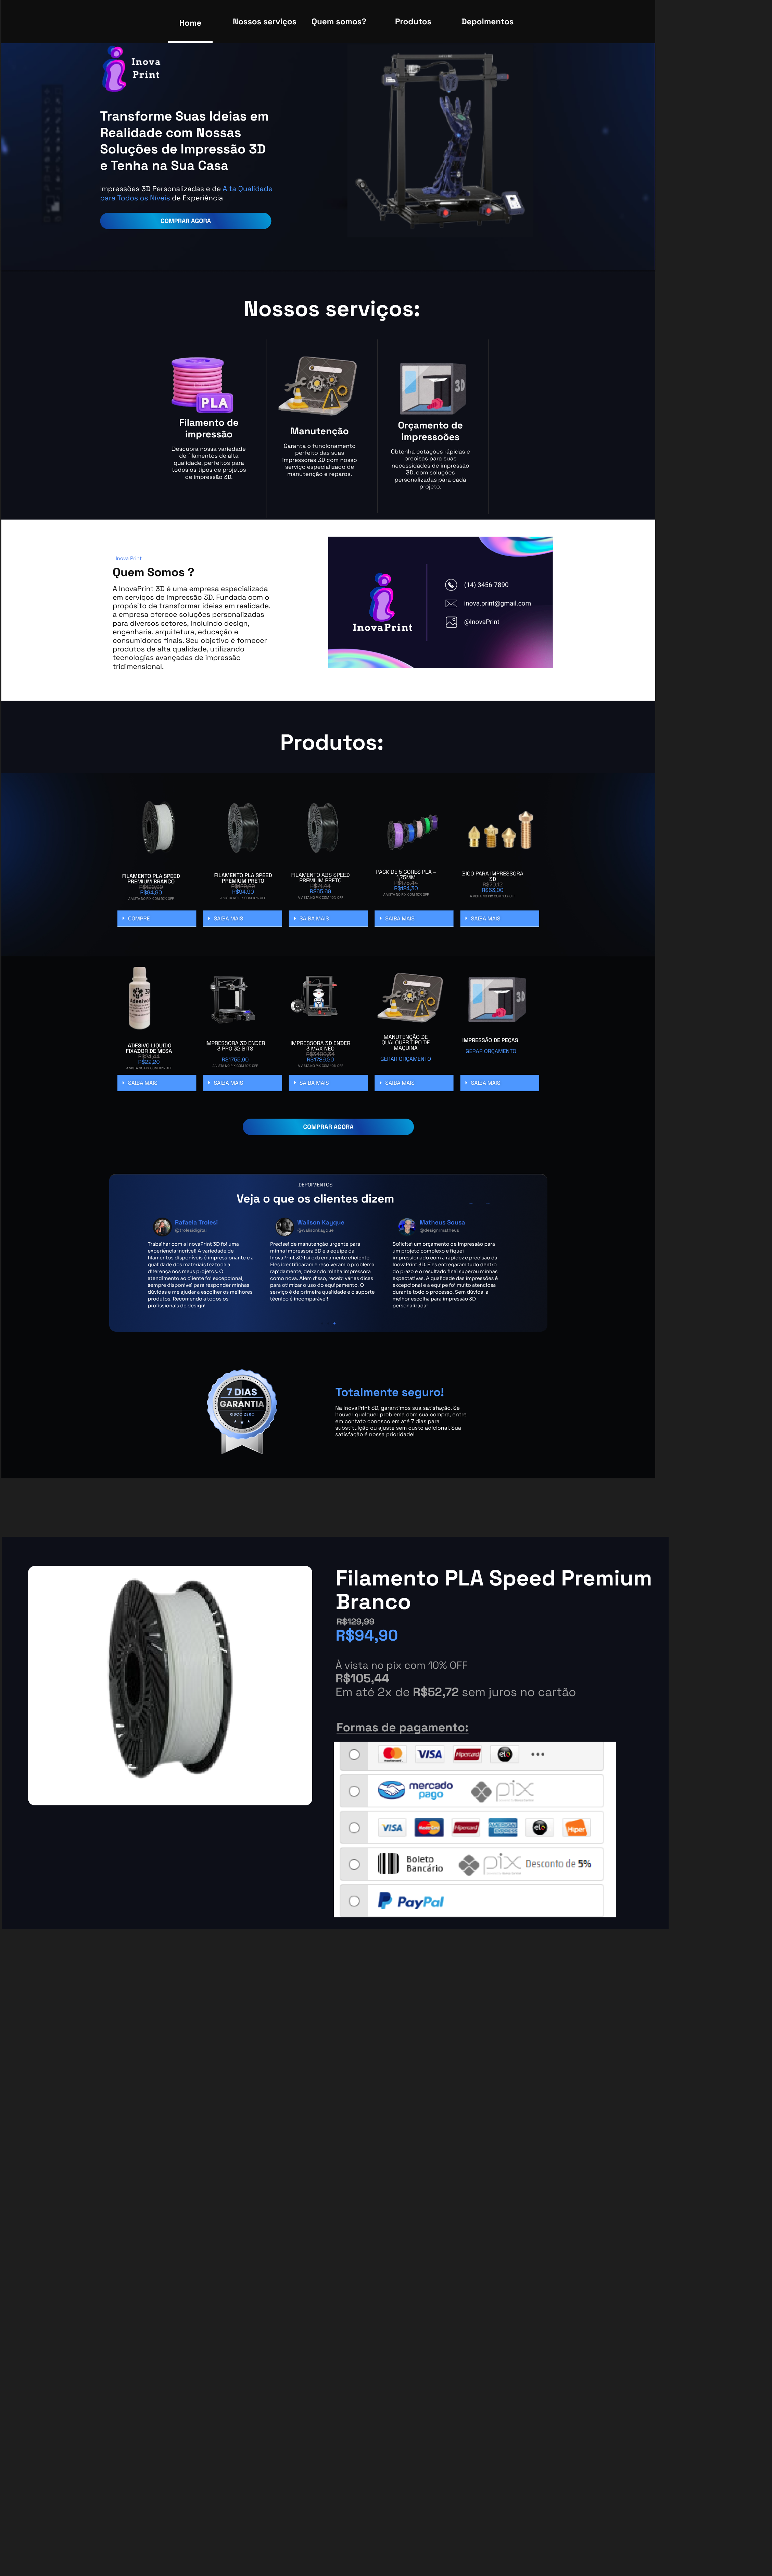 Home
Nossos serviços
Quem somos?
Produtos
Depoimentos
Inova
Print
Transforme Suas Ideias em
Realidade com Nossas
Soluções de Impressão 3D
e Tenha na Sua Casa
Impressões 3D Personalizadas e de Alta Qualidade
para Todos os Níveis de Experiência
COMPRAR AGORA
Nossos serviços:
PLA
Filamento de
impressão
Descubra nossa variedade
de filamentos de alta
qualidade, perfeitos para
todos os tipos de projetos
de impressão 3D.
Manutenção
Garanta o funcionamento
perfeito das suas
impressoras 3D com nosso
serviço especializado de
manutenção e reparos.
3D
Orçamento de
impressoões
Obtenha cotações rápidas e
precisas para suas
necessidades de impressão
3D, com soluções
personalizadas para cada
projeto.
Inova Print
Quem Somos ?
A InovaPrint 3D é uma empresa especializada
em serviços de impressão 3D. Fundada com o
propósito de transformar ideias em realidade,
a empresa oferece soluções personalizadas
para diversos setores, incluindo design,
engenharia, arquitetura, educação e
consumidores finais. Seu objetivo é fornecer
produtos de alta qualidade, utilizando
tecnologias avançadas de impressão
tridimensional.
InovaPrint
(14) 3456-7890
inova.print@gmail.com
@InovaPrint
Produtos:
FILAMENTO PLA SPEED
PREMIUM BRANCO
R$129,99
R$94,90
A VISTA NO PIX COM 10% OFF
COMPRE
FILAMENTO PLA SPEED
PREMIUM PRETO
R$129,99
R$94,90
A VISTA NO PIX COM 10% OFF
SAIBA MAIS
FILAMENTO ABS SPEED
PREMIUM PRETO
R$71,44
R$65,69
A VISTA NO PIX COM 10% OFF
SAIBA MAIS
PACK DE 5 CORES PLA –
1,75MM
R$124,30
A VISTA NO PIX COM 10% OFF
SAIBA MAIS
BICO PARA IMPRESSORA
3D
R$70,12
R$63,00
A VISTA NO PIX COM 10% OFF
SAIBA MAIS
3D
Adesivo
ADESIVO LIQUIDO
FIXADOR DE MESA
R$24,44
R$22,20
A VISTA NO PIX COM 10% OFF
SAIBA MAIS
IMPRESSORA 3D ENDER
3 PRO 32 BITS
R$1755,90
A VISTA NO PIX COM 10% OFF
SAIBA MAIS
IMPRESSORA 3D ENDER
3 MAX NEO
R$1789,90
A VISTA NO PIX COM 10% OFF
SAIBA MAIS
MANUTENÇÃO DE
QUALQUER TIPO DE
MAQUINA
GERAR ORÇAMENTO
SAIBA MAIS
3D
IMPRESSÃO DE PEÇAS
GERAR ORÇAMENTO
SAIBA MAIS
COMPRAR AGORA
DEPOIMENTOS
Veja o que os clientes dizem
Rafaela Trolesi
@trolesidigital
Trabalhar com a InovaPrint 3D foi uma
experiência incrível! A variedade de
filamentos disponíveis é impressionante e a
qualidade dos materiais fez toda a
diferença nos meus projetos. O
atendimento ao cliente foi excepcional,
sempre disponível para responder minhas
dúvidas e me ajudar a escolher os melhores
produtos. Recomendo a todos os
profissionais de design!
Walison Kayque
@walissonkayque
Precisei de manutenção urgente para
minha impressora 3D e a equipe da
InovaPrint 3D foi extremamente eficiente.
Eles identificaram e resolveram o problema
rapidamente, deixando minha impressora
como nova. Além disso, recebi várias dicas
para otimizar o uso do equipamento. O
serviço é de primeira qualidade e o suporte
técnico é incomparável!
Matheus Sousa
@designmmatheus
Solicitei um orçamento de impressão para
um projeto complexo e fiquei
impressionado com a rapidez e precisão da
InovaPrint 3D. Eles entregaram tudo dentro
do prazo e o resultado final superou minhas
expectativas. A qualidade das impressões é
excepcional e a equipe foi muito atenciosa
durante todo o processo. Sem dúvida, a
melhor escolha para impressão 3D
personalizada!
7 DIAS
GARANTIA
RISCO ZERO
Totalmente seguro!
Na InovaPrint 3D, garantimos sua satisfação. Se
houver qualquer problema com sua compra, entre
em contato conosco em até 7 dias para
substituição ou ajuste sem custo adicional. Sua
satisfação é nossa prioridade!
Filamento PLA Speed Premium
Branco
R$129,99
R$94,90
À vista no pix com 10% OFF
R$105,44
Em até 2x de R$52,72 sem juros no cartão
Formas de pagamento:
mastercard
VISA
Hipercard
elo
mercado
pago
pix
VISA
MasterCard
Hipercard
AMERICAN EXPRESS
elo
Hiper
Boleto
Bancário
pix
Desconto de 5%
PayPal